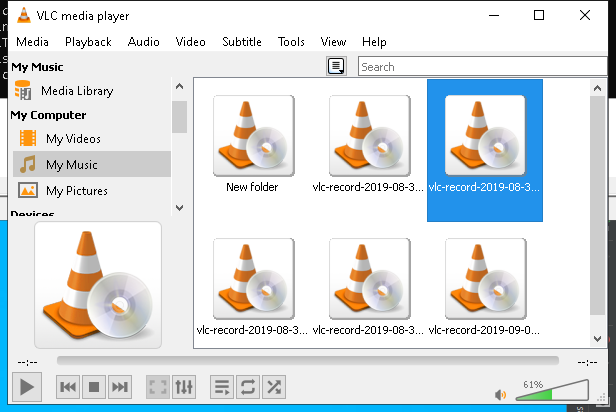 VLC media player
Media Playback Audio Video Subtitle Tools View Help
My Music
Search
Media Library
My Computer
My Videos
My Music
My Pictures
Devices
New folder
vlc-record-2019-08-3...
vlc-record-2019-08-3...
vlc-record-2019-08-3...
vlc-record-2019-08-3...
vlc-record-2019-09-0...
--:--
--:--
61%